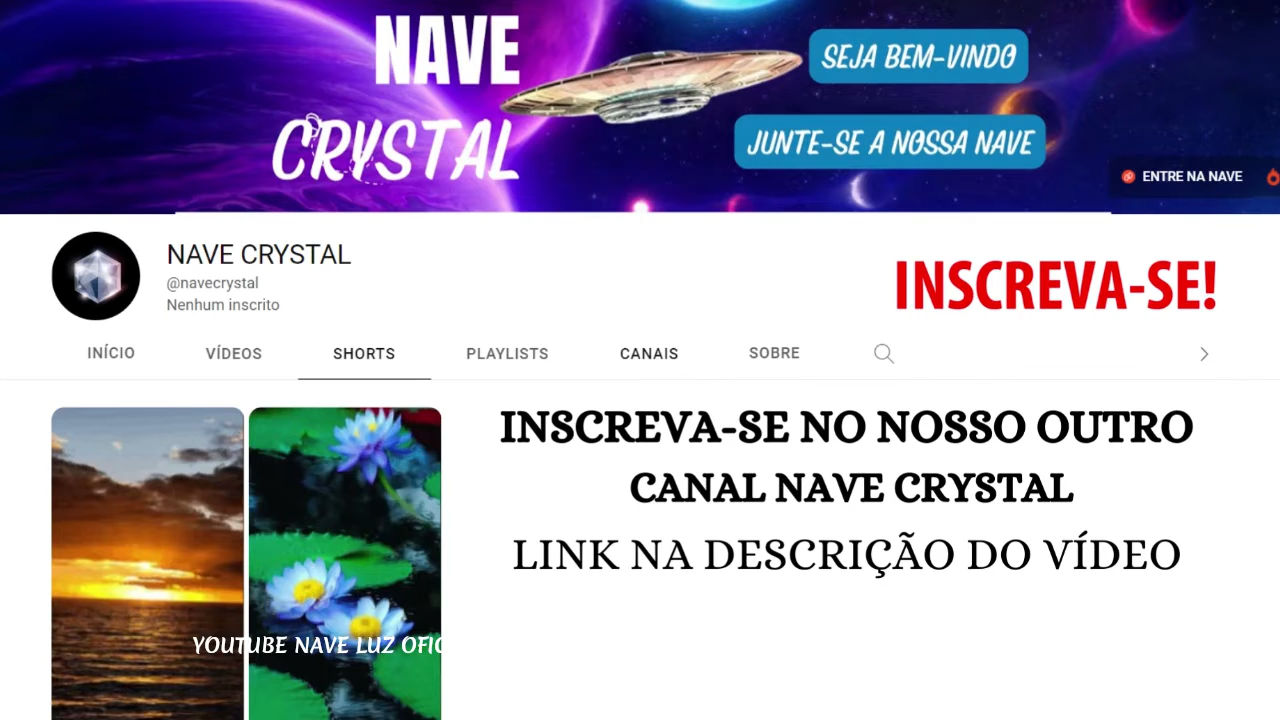 NAVE
CRYSTAL
SEJA BEM-VINDO
JUNTE-SE A NOSSA NAVE
ENTRE NA NAVE
NAVE CRYSTAL
@navecrystal
Nenhum inscrito
INSCREVA-SE!
INÍCIO VÍDEOS SHORTS PLAYLISTS CANAIS SOBRE
INSCREVA-SE NO NOSSO OUTRO
CANAL NAVE CRYSTAL
LINK NA DESCRIÇÃO DO VÍDEO
YOUTUBE NAVE LUZ